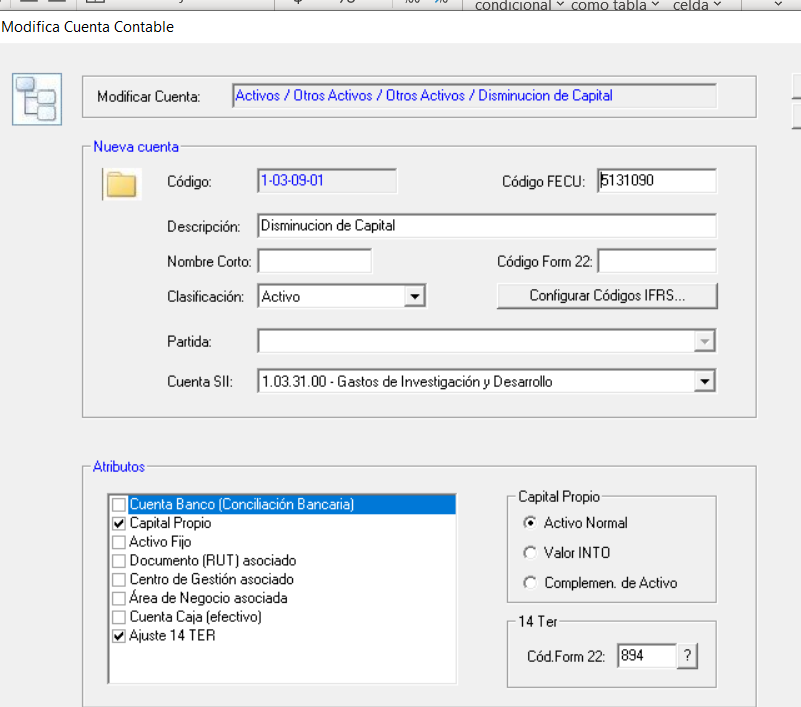 condicional como tabla celda
Modifica Cuenta Contable
Modificar Cuenta: Activos / Otros Activos / Otros Activos / Disminucion de Capital
Nueva cuenta
Código: 1-03-09-01 Código FECU: 5131090
Descripción: Disminucion de Capital
Nombre Corto: Código Form 22:
Clasificación: Activo Configurar Códigos IFRS...
Partida:
Cuenta SII: 1.03.31.00 - Gastos de Investigación y Desarrollo
Atributos
Cuenta Banco (Conciliación Bancaria)
Capital Propio
Activo Fijo
Documento (RUT) asociado
Centro de Gestión asociado
Área de Negocio asociada
Cuenta Caja (efectivo)
Ajuste 14 TER
Capital Propio
Activo Normal
Valor INTO
Complemen. de Activo
14 Ter
Cód.Form 22: 894 ?